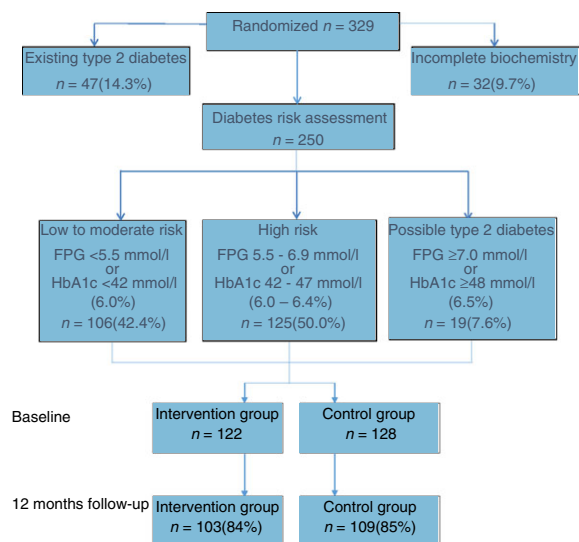 Randomized n = 329
Existing type 2 diabetes
n = 47(14.3%)
Incomplete biochemistry
n = 32(9.7%)
Diabetes risk assessment
n = 250
Low to moderate risk
FPG <5.5 mmol/l
or
HbA1c <42 mmol/l
(6.0%)
n = 106(42.4%)
High risk
FPG 5.5 - 6.9 mmol/l
or
HbA1c 42 - 47 mmol/l
(6.0 – 6.4%)
n = 125(50.0%)
Possible type 2 diabetes
FPG ≥7.0 mmol/l
or
HbA1c ≥48 mmol/l
(6.5%)
n = 19(7.6%)
Baseline
Intervention group
n = 122
Control group
n = 128
12 months follow-up
Intervention group
n = 103(84%)
Control group
n = 109(85%)